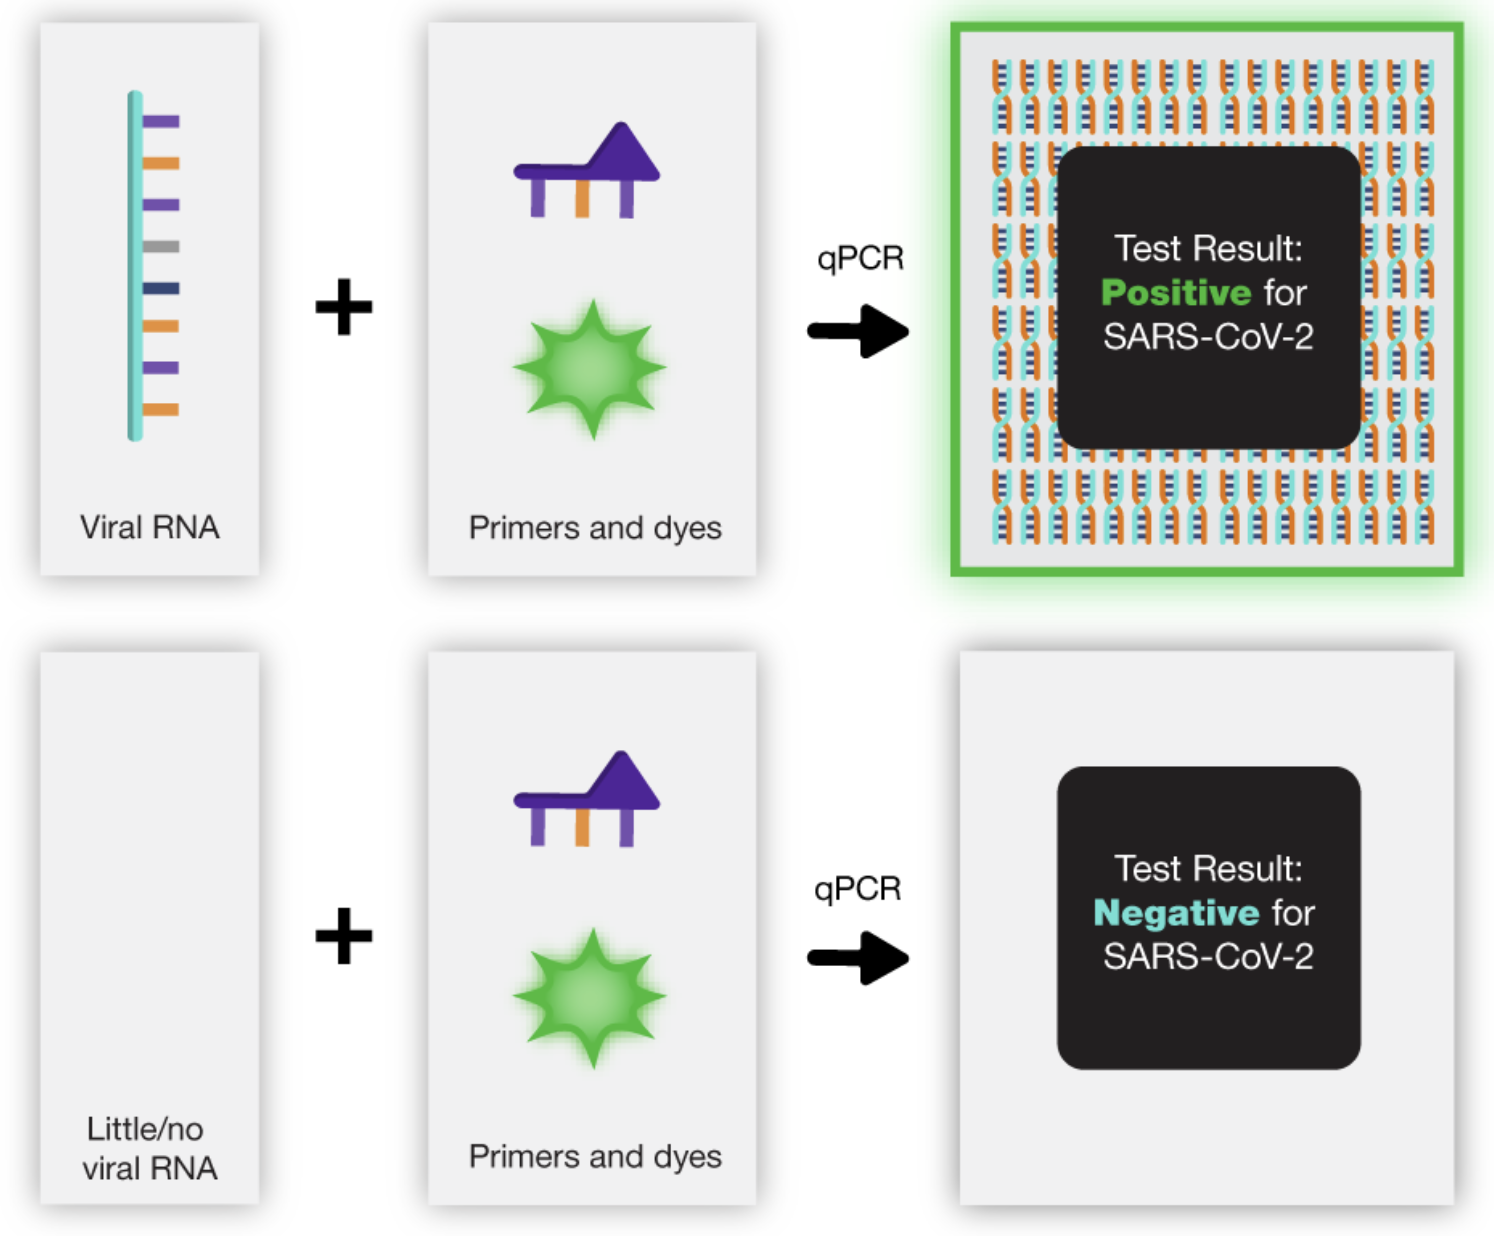 Viral RNA
+
Primers and dyes
qPCR
Test Result:
Positive for
SARS-CoV-2
Little/no
viral RNA
+
Primers and dyes
qPCR
Test Result:
Negative for
SARS-CoV-2